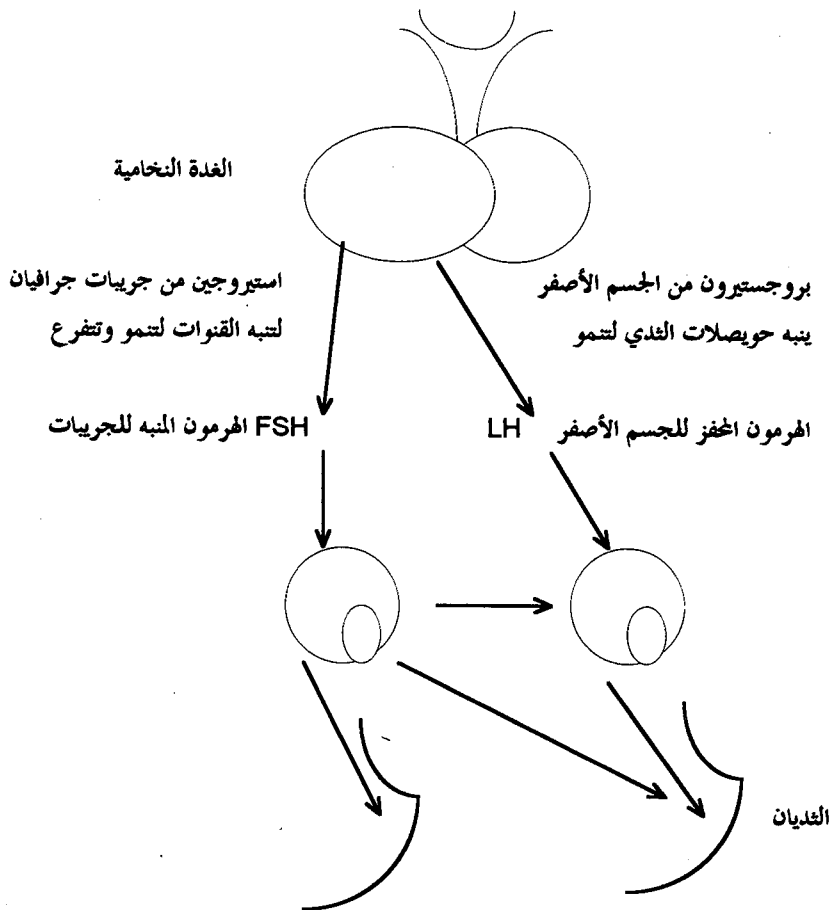 الغدة النخامية
بروجستيرون من الجسم الأصفر
ينبه حويصلات الثدي لتنمو
استيروجين من جريبات جرافيان
لتنبه القنوات لتنمو وتتفرع
الهرمون المحفز للجسم الأصفر LH
FSH الهرمون المنبه للجريبات
الثديان